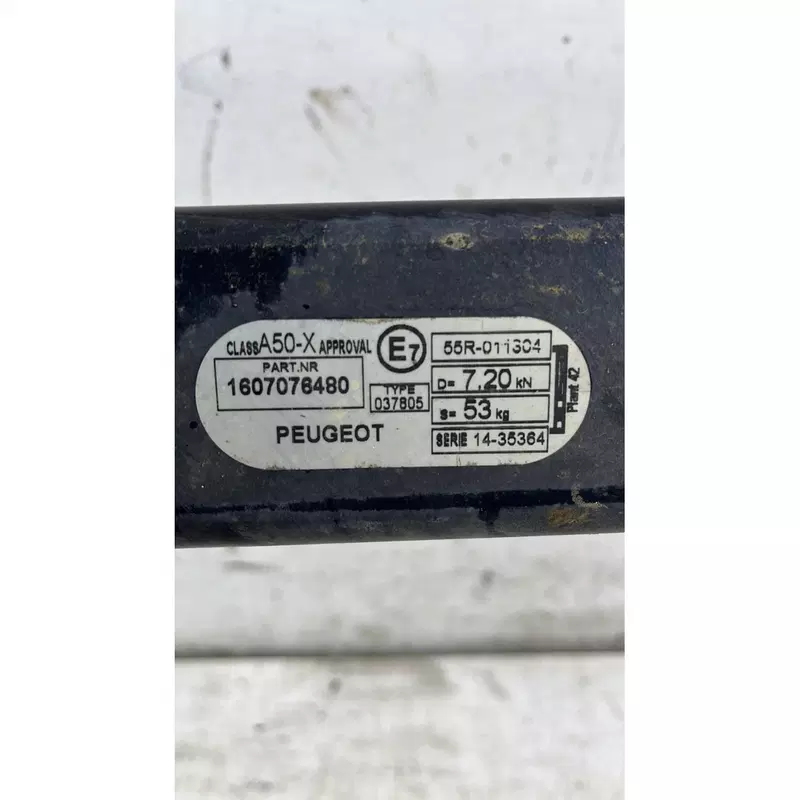 CLASS A50-X APPROVAL E7
PART.NR
1607076480
TYPE
037805
PEUGEOT
55R-011304
D= 7,20 kN
S= 53 kg
SERIE 14-35364
Plant 42